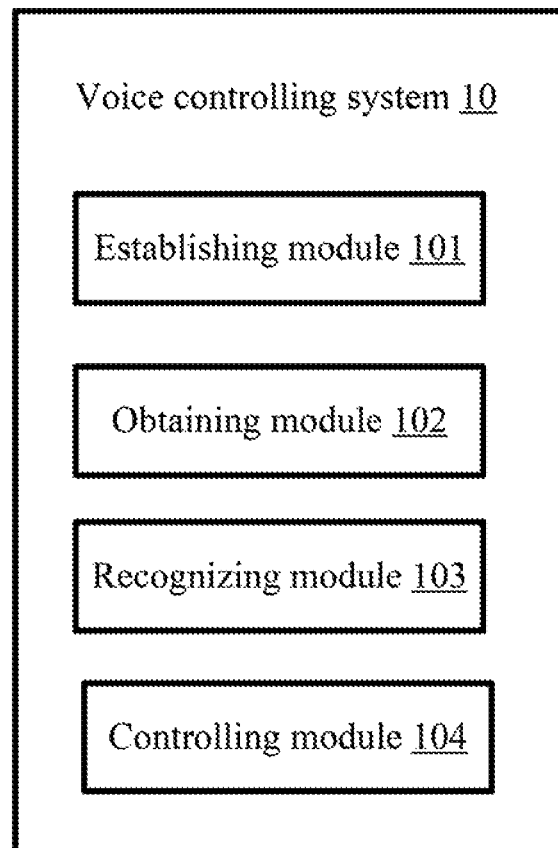 Voice controlling system 10
Establishing module 101
Obtaining module 102
Recognizing module 103
Controlling module 104